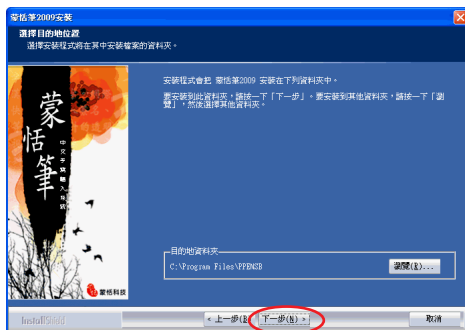 蒙恬筆2009安裝
選擇目的地位置
選擇安裝程式將在其中安裝檔案的資料夾。
安裝程式會把 蒙恬筆2009 安裝在下列資料夾中。
要安裝到此資料夾，請按一下「下一步」。要安裝到其他資料夾，請按一下「瀏
覽」，然後選擇其他資料夾。
蒙恬筆
中文手寫輸入系統
蒙恬科技
目的地資料夾
C:\Program Files\PPENSB
瀏覽(R)...
InstallShield
< 上一步(B)
下一步(N) >
取消